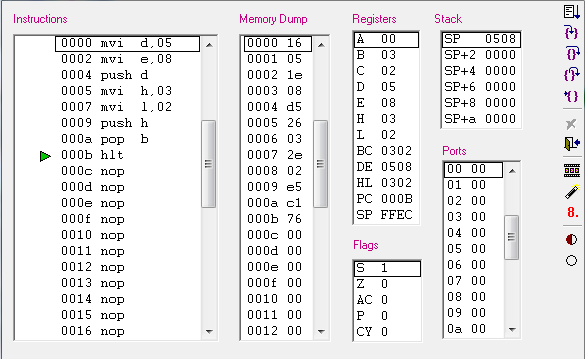 Instructions
0000 mvi d,05
0002 mvi e,08
0004 push d
0005 mvi h,03
0007 mvi l,02
0009 push h
000a pop b
000b hlt
000c nop
000d nop
000e nop
000f nop
0010 nop
0011 nop
0012 nop
0013 nop
0014 nop
0015 nop
0016 nop
Memory Dump
0000 16
0001 05
0002 1e
0003 08
0004 d5
0005 26
0006 03
0007 2e
0008 02
0009 e5
000a c1
000b 76
000c 00
000d 00
000e 00
000f 00
0010 00
0011 00
0012 00
Registers
A 00
B 03
C 02
D 05
E 08
H 03
L 02
BC 0302
DE 0508
HL 0302
PC 000B
SP FFEC
Flags
S 1
Z 0
AC 0
P 0
CY 0
Stack
SP 0508
SP+2 0000
SP+4 0000
SP+6 0000
SP+8 0000
SP+a 0000
Ports
00 00
01 00
02 00
03 00
04 00
05 00
06 00
07 00
08 00
09 00
0a 00
8.